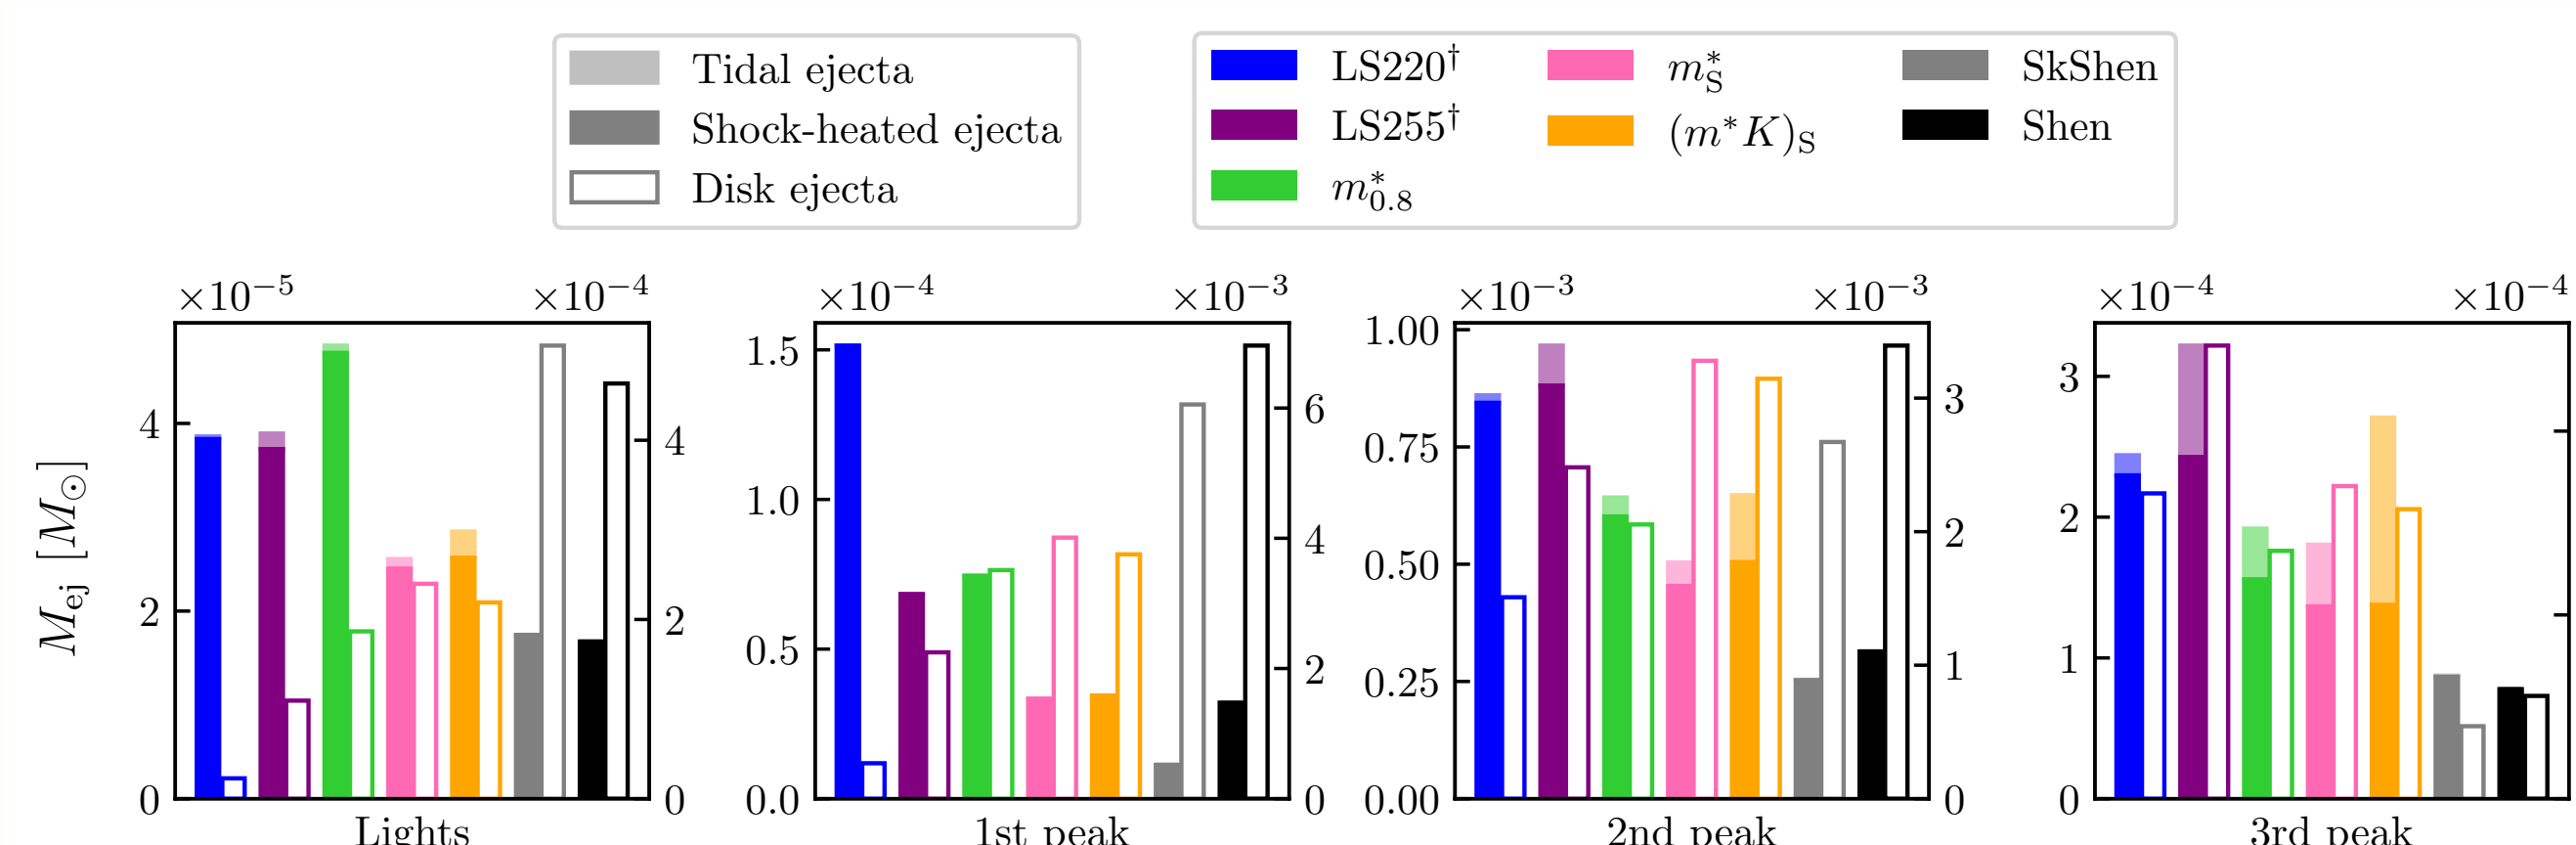 Tidal ejecta
Shock-heated ejecta
Disk ejecta
LS220†
LS255†
m*0.8
m*S
(m*K)S
SkShen
Shen
Mej [M⊙]
×10−5 ×10−4
4
2
0
4
2
0
Lights
×10−4 ×10−3
1.5
1.0
0.5
0.0
6
4
2
0
1st peak
×10−3 ×10−3
1.00
0.75
0.50
0.25
0.00
3
2
1
0
2nd peak
×10−4 ×10−4
3
2
1
0
3rd peak